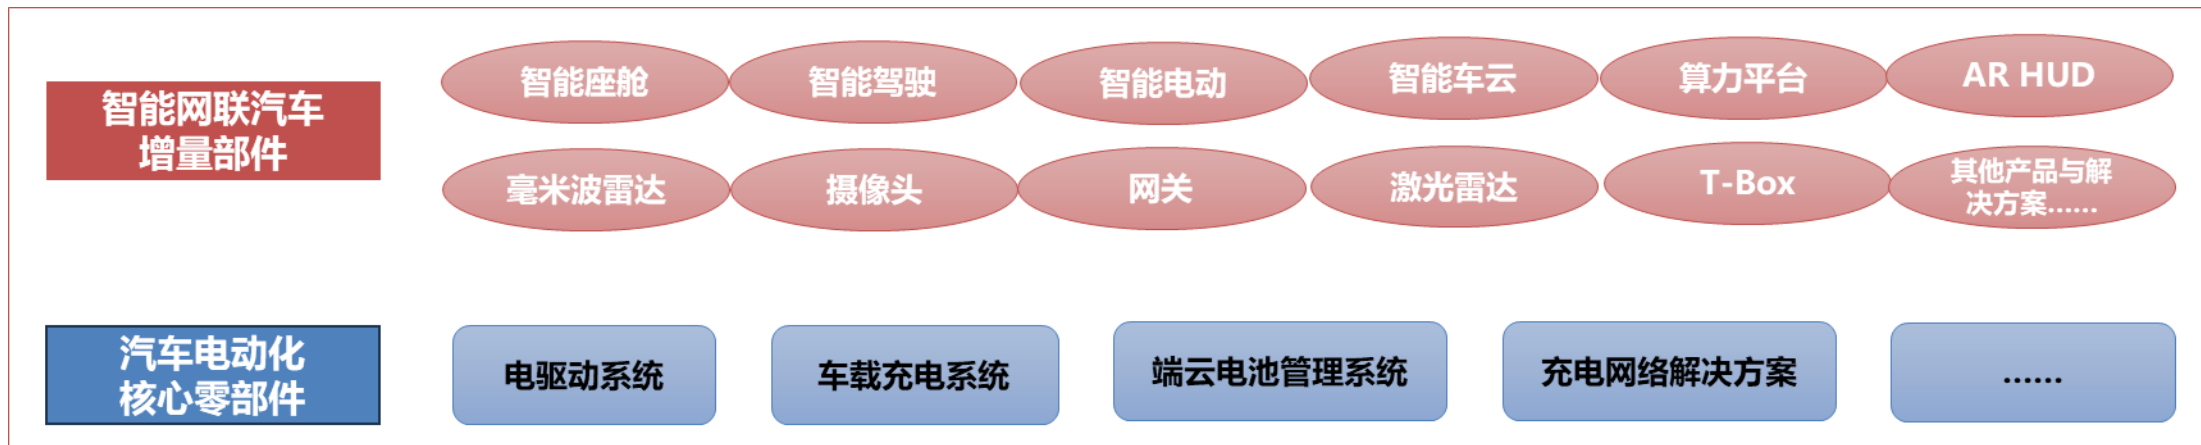 智能网联汽车
增量部件
智能座舱
智能驾驶
智能电动
智能车云
算力平台
AR HUD
毫米波雷达
摄像头
网关
激光雷达
T-Box
其他产品与解
决方案……
汽车电动化
核心零部件
电驱动系统
车载充电系统
端云电池管理系统
充电网络解决方案
……